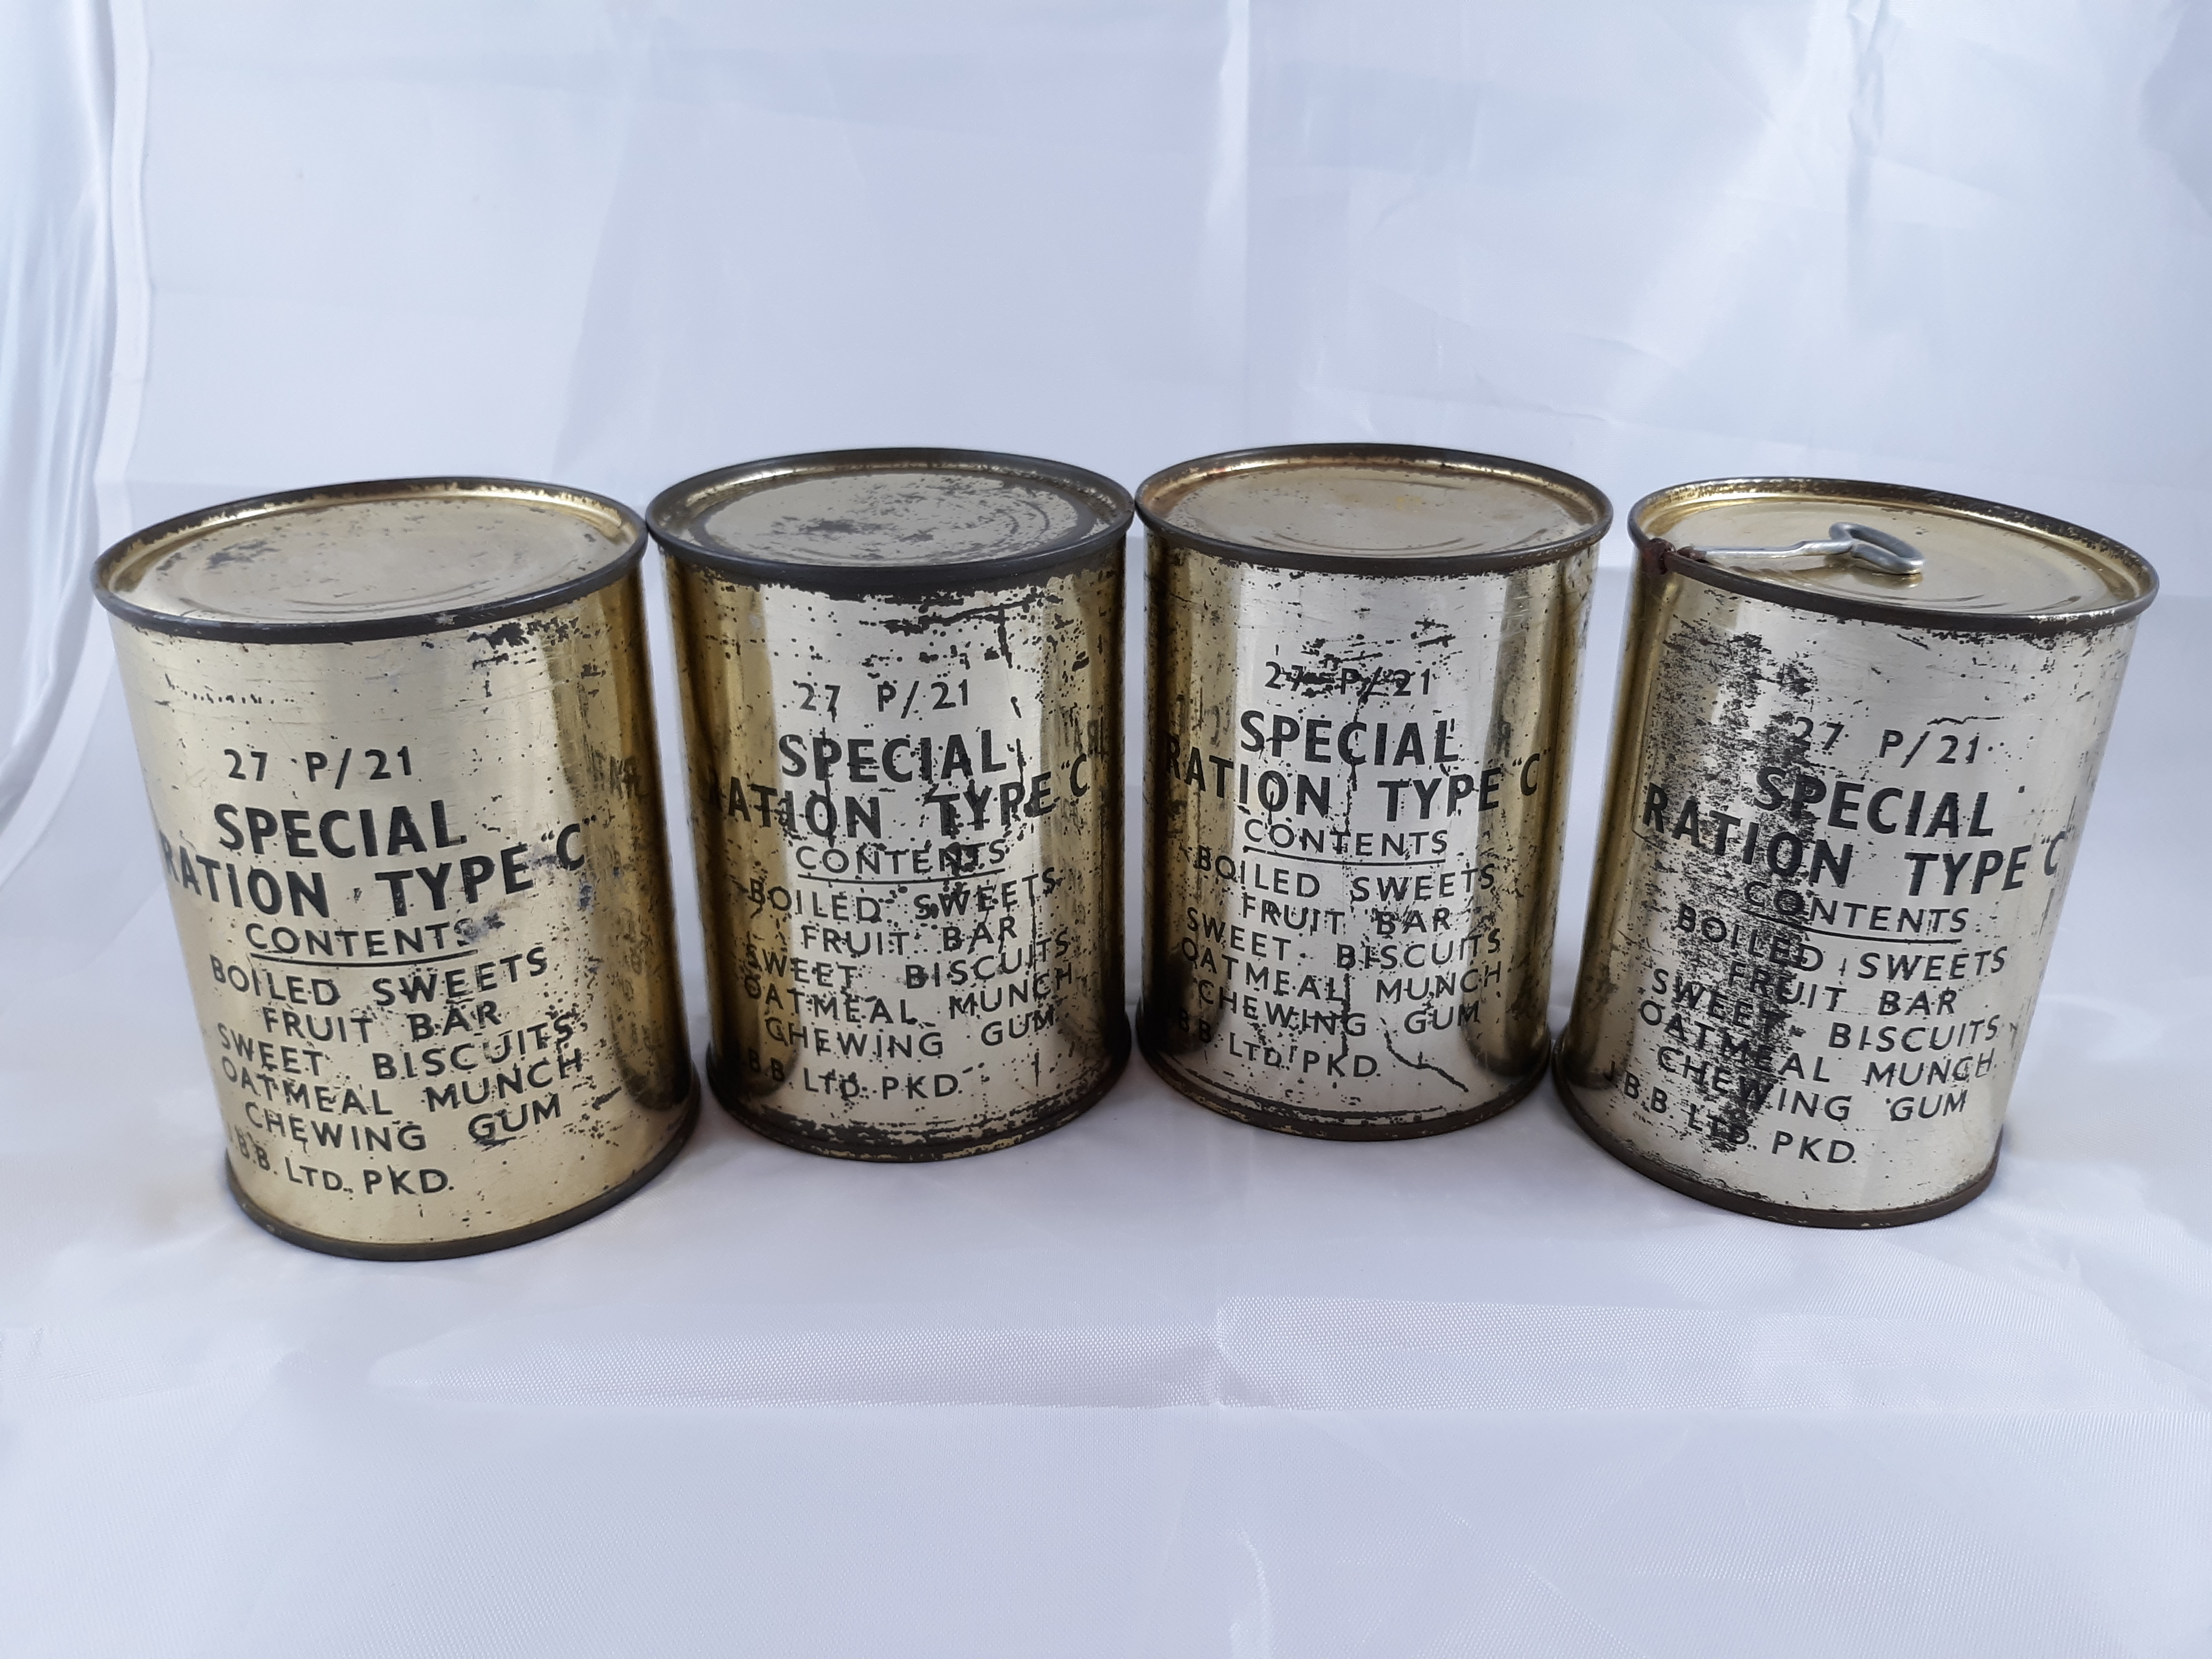 27 P/21
SPECIAL
RATION TYPE "C"
CONTENTS
BOILED SWEETS
FRUIT BAR
SWEET BISCUITS
OATMEAL MUNCH
CHEWING GUM
J.B.B. LTD. PKD.
27 P/21
SPECIAL
RATION TYPE "C"
CONTENTS
BOILED SWEETS
FRUIT BAR
SWEET BISCUITS
OATMEAL MUNCH
CHEWING GUM
B.B. LTD. PKD.
27 P/21
SPECIAL
RATION TYPE "C"
CONTENTS
BOILED SWEETS
FRUIT BAR
SWEET BISCUITS
OATMEAL MUNCH
CHEWING GUM
B.B. LTD. PKD.
27 P/21
SPECIAL
RATION TYPE "C
CONTENTS
BOILED SWEETS
FRUIT BAR
SWEET BISCUITS
OATMEAL MUNCH
CHEWING GUM
J.B.B. LTD. PKD.